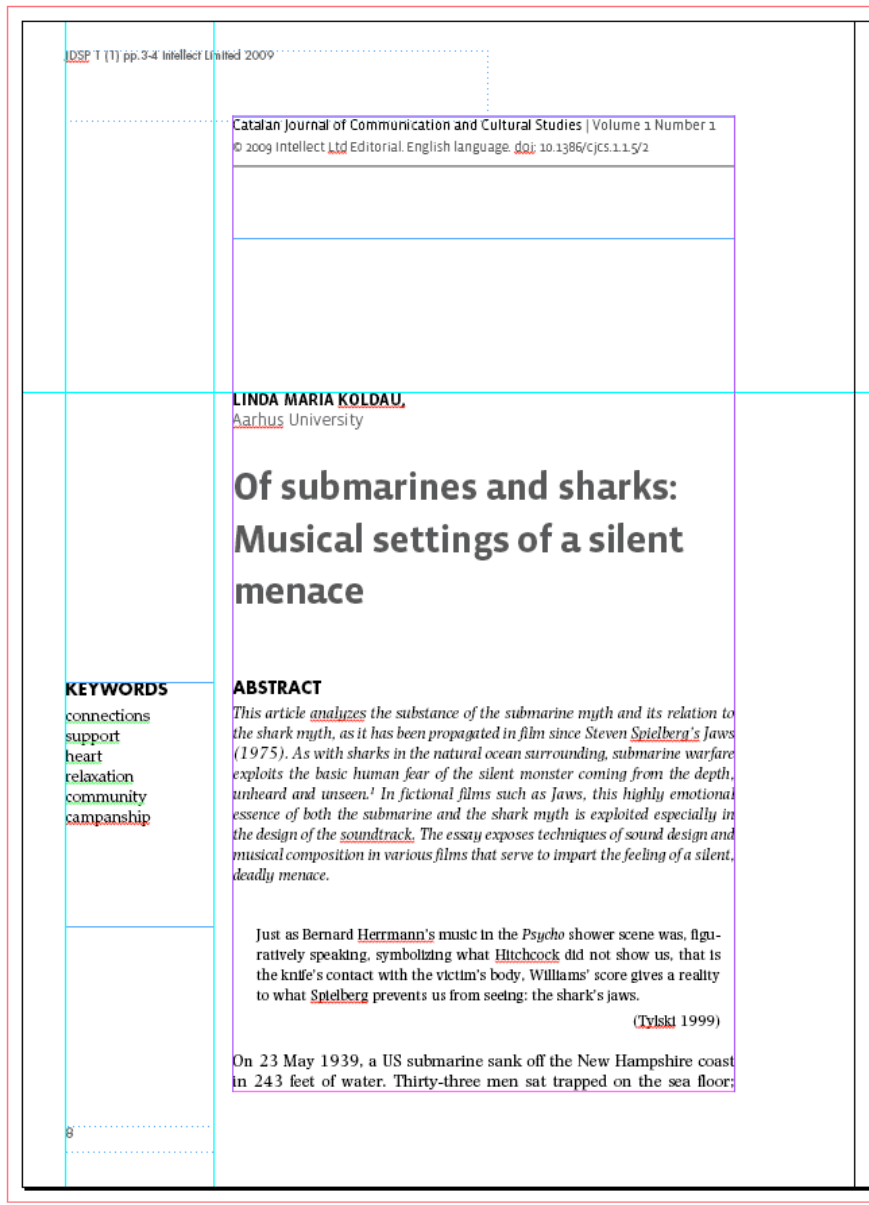 JDSP 1 (1) pp.3-4 Intellect Limited 2009
Catalan Journal of Communication and Cultural Studies | Volume 1 Number 1
© 2009 Intellect Ltd Editorial. English language. doi: 10.1386/cjcs.1.1.5/2
LINDA MARIA KOLDAU,
Aarhus University
Of submarines and sharks:
Musical settings of a silent
menace
KEYWORDS
connections
support
heart
relaxation
community
campanship
ABSTRACT
This article analyzes the substance of the submarine myth and its relation to
the shark myth, as it has been propagated in film since Steven Spielberg's Jaws
(1975). As with sharks in the natural ocean surrounding, submarine warfare
exploits the basic human fear of the silent monster coming from the depth,
unheard and unseen.¹ In fictional films such as Jaws, this highly emotional
essence of both the submarine and the shark myth is exploited especially in
the design of the soundtrack. The essay exposes techniques of sound design and
musical composition in various films that serve to impart the feeling of a silent,
deadly menace.
Just as Bernard Herrmann's music in the Psycho shower scene was, figu-
ratively speaking, symbolizing what Hitchcock did not show us, that is
the knife's contact with the victim's body, Williams' score gives a reality
to what Spielberg prevents us from seeing: the shark's jaws.
(Tylski 1999)
On 23 May 1939, a US submarine sank off the New Hampshire coast
in 243 feet of water. Thirty-three men sat trapped on the sea floor;
8